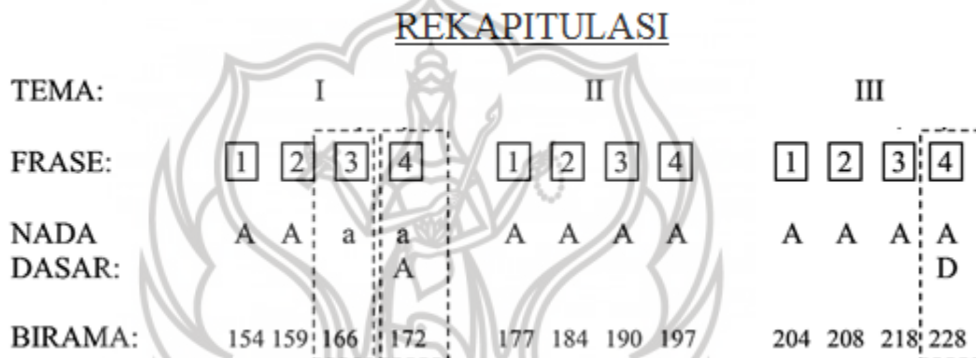 REKAPITULASI
TEMA: I II III
FRASE: 1 2 3 4 1 2 3 4 1 2 3 4
NADA A A a a A A A A A A A A
DASAR: A D
BIRAMA: 154 159 166 172 177 184 190 197 204 208 218 228